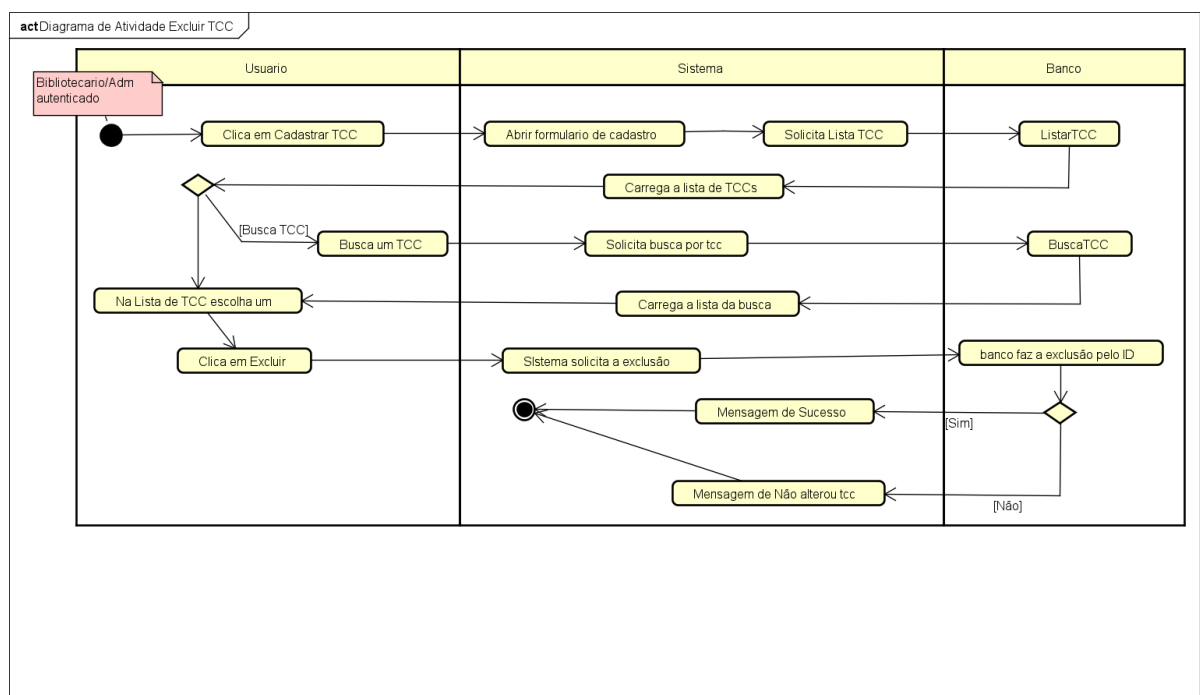 act Diagrama de Atividade Excluir TCC
Usuario
Sistema
Banco
Bibliotecario/Adm
autenticado
Clica em Cadastrar TCC
Abrir formulario de cadastro
Solicita Lista TCC
ListarTCC
Carrega a lista de TCCs
[Busca TCC]
Busca um TCC
Solicita busca por tcc
BuscaTCC
Na Lista de TCC escolha um
Carrega a lista da busca
Clica em Excluir
SIstema solicita a exclusão
banco faz a exclusão pelo ID
Mensagem de Sucesso
[Sim]
Mensagem de Não alterou tcc
[Não]